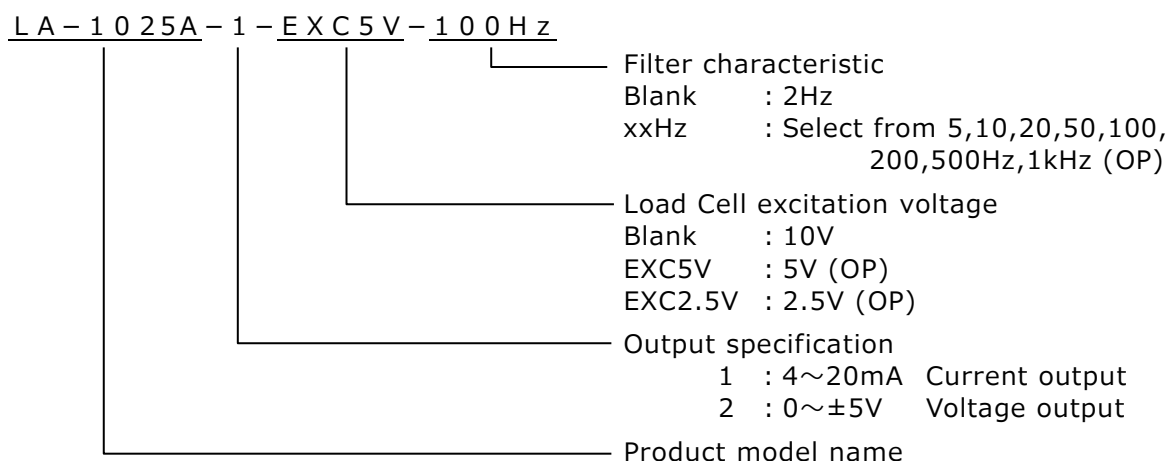 LA-1025A-1-EXC5V-100Hz
Filter characteristic
Blank : 2Hz
xxHz : Select from 5,10,20,50,100,
200,500Hz,1kHz (OP)
Load Cell excitation voltage
Blank : 10V
EXC5V : 5V (OP)
EXC2.5V : 2.5V (OP)
Output specification
1 : 4～20mA Current output
2 : 0～±5V Voltage output
Product model name